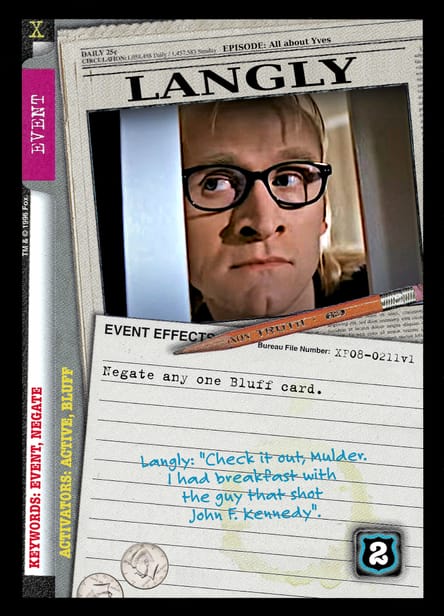 X
EVENT
TM & © 1996 Fox.
KEYWORDS: EVENT, NEGATE
ACTIVATORS: ACTIVE, BLUFF
DAILY 25¢
EPISODE: All about Yves
LANGLY
EVENT EFFECTS
Bureau File Number: XF08-0211v1
Negate any one Bluff card.
Langly: "Check it out, Mulder.
I had breakfast with
the guy that shot
John F. Kennedy".
2